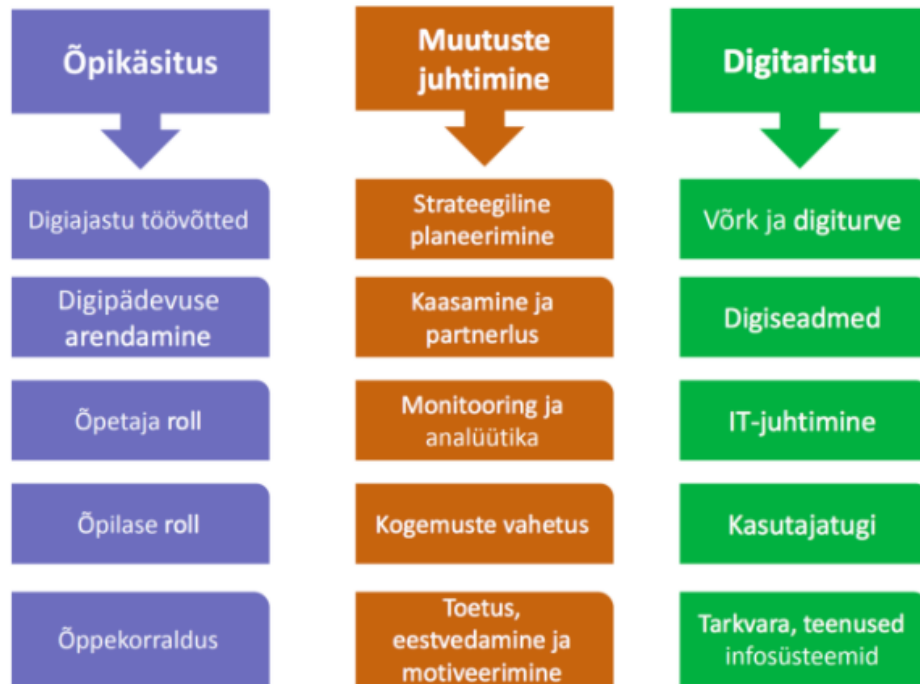 Õpikäsitus
Digiajastu töövõtted
Digipädevuse
arendamine
Õpetaja roll
Õpilase roll
Õppekorraldus
Muutuste
juhtimine
Strateegiline
planeerimine
Kaasamine ja
partnerlus
Monitooring ja
analüütika
Kogemuste vahetus
Toetus,
eestvedamine ja
motiveerimine
Digitaristu
Võrk ja digiturve
Digiseadmed
IT-juhtimine
Kasutajatugi
Tarkvara, teenused
infosüsteemid